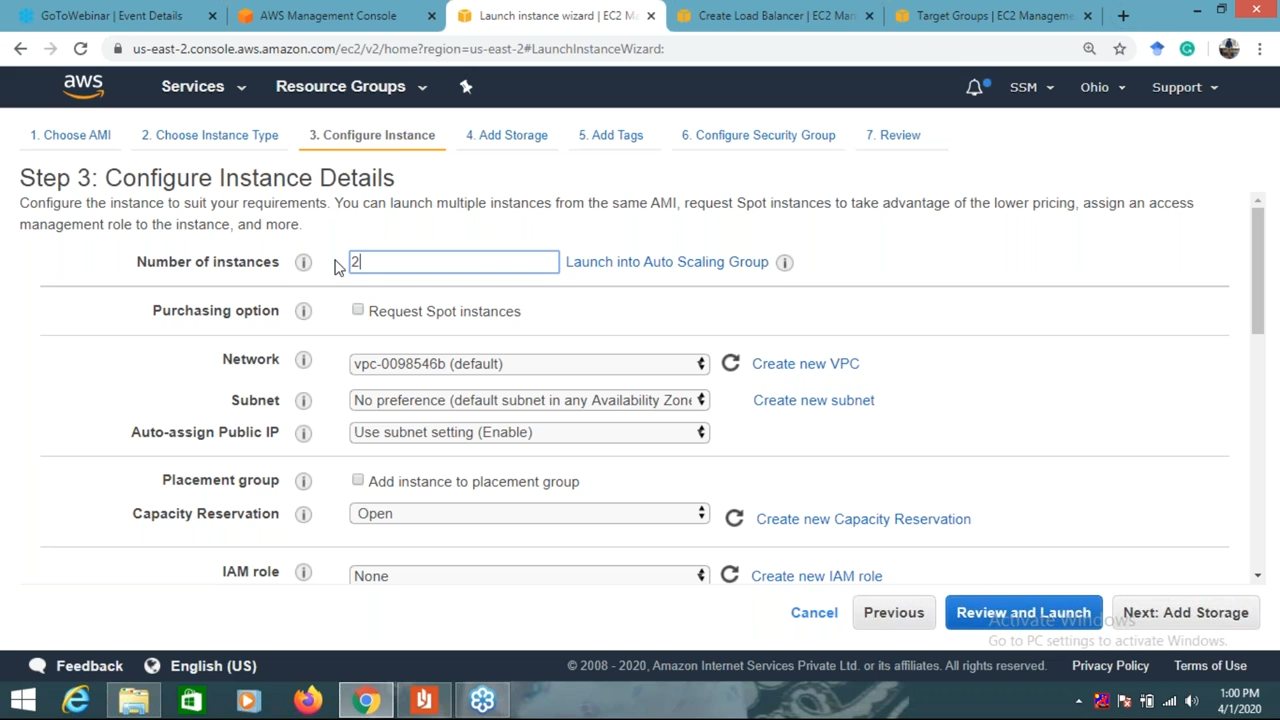 GoToWebinar | Event Details
AWS Management Console
Launch instance wizard | EC2 M
Create Load Balancer | EC2 Man
Target Groups | EC2 Manageme
us-east-2.console.aws.amazon.com/ec2/v2/home?region=us-east-2#LaunchInstanceWizard:
aws Services Resource Groups SSM Ohio Support
1. Choose AMI 2. Choose Instance Type 3. Configure Instance 4. Add Storage 5. Add Tags 6. Configure Security Group 7. Review
Step 3: Configure Instance Details
Configure the instance to suit your requirements. You can launch multiple instances from the same AMI, request Spot instances to take advantage of the lower pricing, assign an access
management role to the instance, and more.
Number of instances 2 Launch into Auto Scaling Group
Purchasing option Request Spot instances
Network vpc-0098546b (default) Create new VPC
Subnet No preference (default subnet in any Availability Zone Create new subnet
Auto-assign Public IP Use subnet setting (Enable)
Placement group Add instance to placement group
Capacity Reservation Open Create new Capacity Reservation
IAM role None Create new IAM role
Cancel Previous Review and Launch Next: Add Storage
Activate Windows
Go to PC settings to activate Windows.
Feedback English (US) © 2008 - 2020, Amazon Internet Services Private Ltd. or its affiliates. All rights reserved. Privacy Policy Terms of Use
1:00 PM
4/1/2020